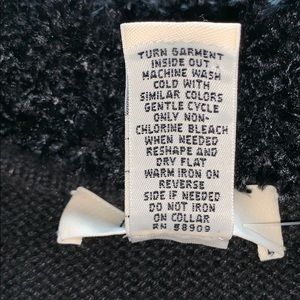 TURN GARMENT
INSIDE OUT
MACHINE WASH
COLD WITH
SIMILAR COLORS
GENTLE CYCLE
ONLY NON-
CHLORINE BLEACH
WHEN NEEDED
RESHAPE AND
DRY FLAT
WARM IRON ON
REVERSE
SIDE IF NEEDED
DO NOT IRON
ON COLLAR
RN 58909